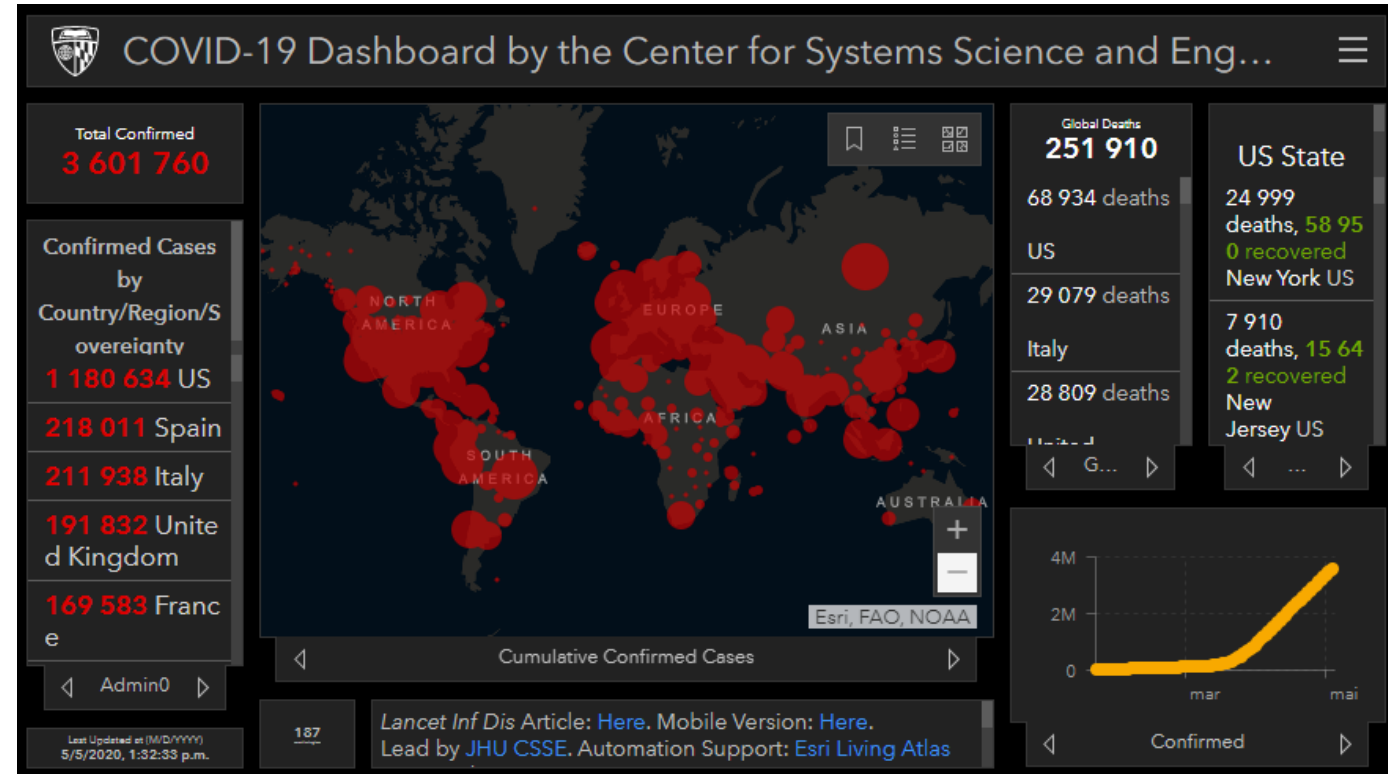 COVID-19 Dashboard by the Center for Systems Science and Eng...
Total Confirmed
3 601 760
Confirmed Cases
by
Country/Region/S
overeignty
1 180 634 US
218 011 Spain
211 938 Italy
191 832 Unite
d Kingdom
169 583 Franc
e
Admin0
Last Updated at (M/D/YYYY)
5/5/2020, 1:32:33 p.m.
NORTH
AMERICA
EUROPE
ASIA
AFRICA
SOUTH
AMERICA
AUSTRALIA
+
−
Esri, FAO, NOAA
Cumulative Confirmed Cases
187
Lancet Inf Dis Article: Here. Mobile Version: Here.
Lead by JHU CSSE. Automation Support: Esri Living Atlas
Global Deaths
251 910
68 934 deaths
US
29 079 deaths
Italy
28 809 deaths
United
G...
US State
24 999
deaths, 58 95
0 recovered
New York US
7 910
deaths, 15 64
2 recovered
New
Jersey US
...
4M
2M
0
mar
mai
Confirmed